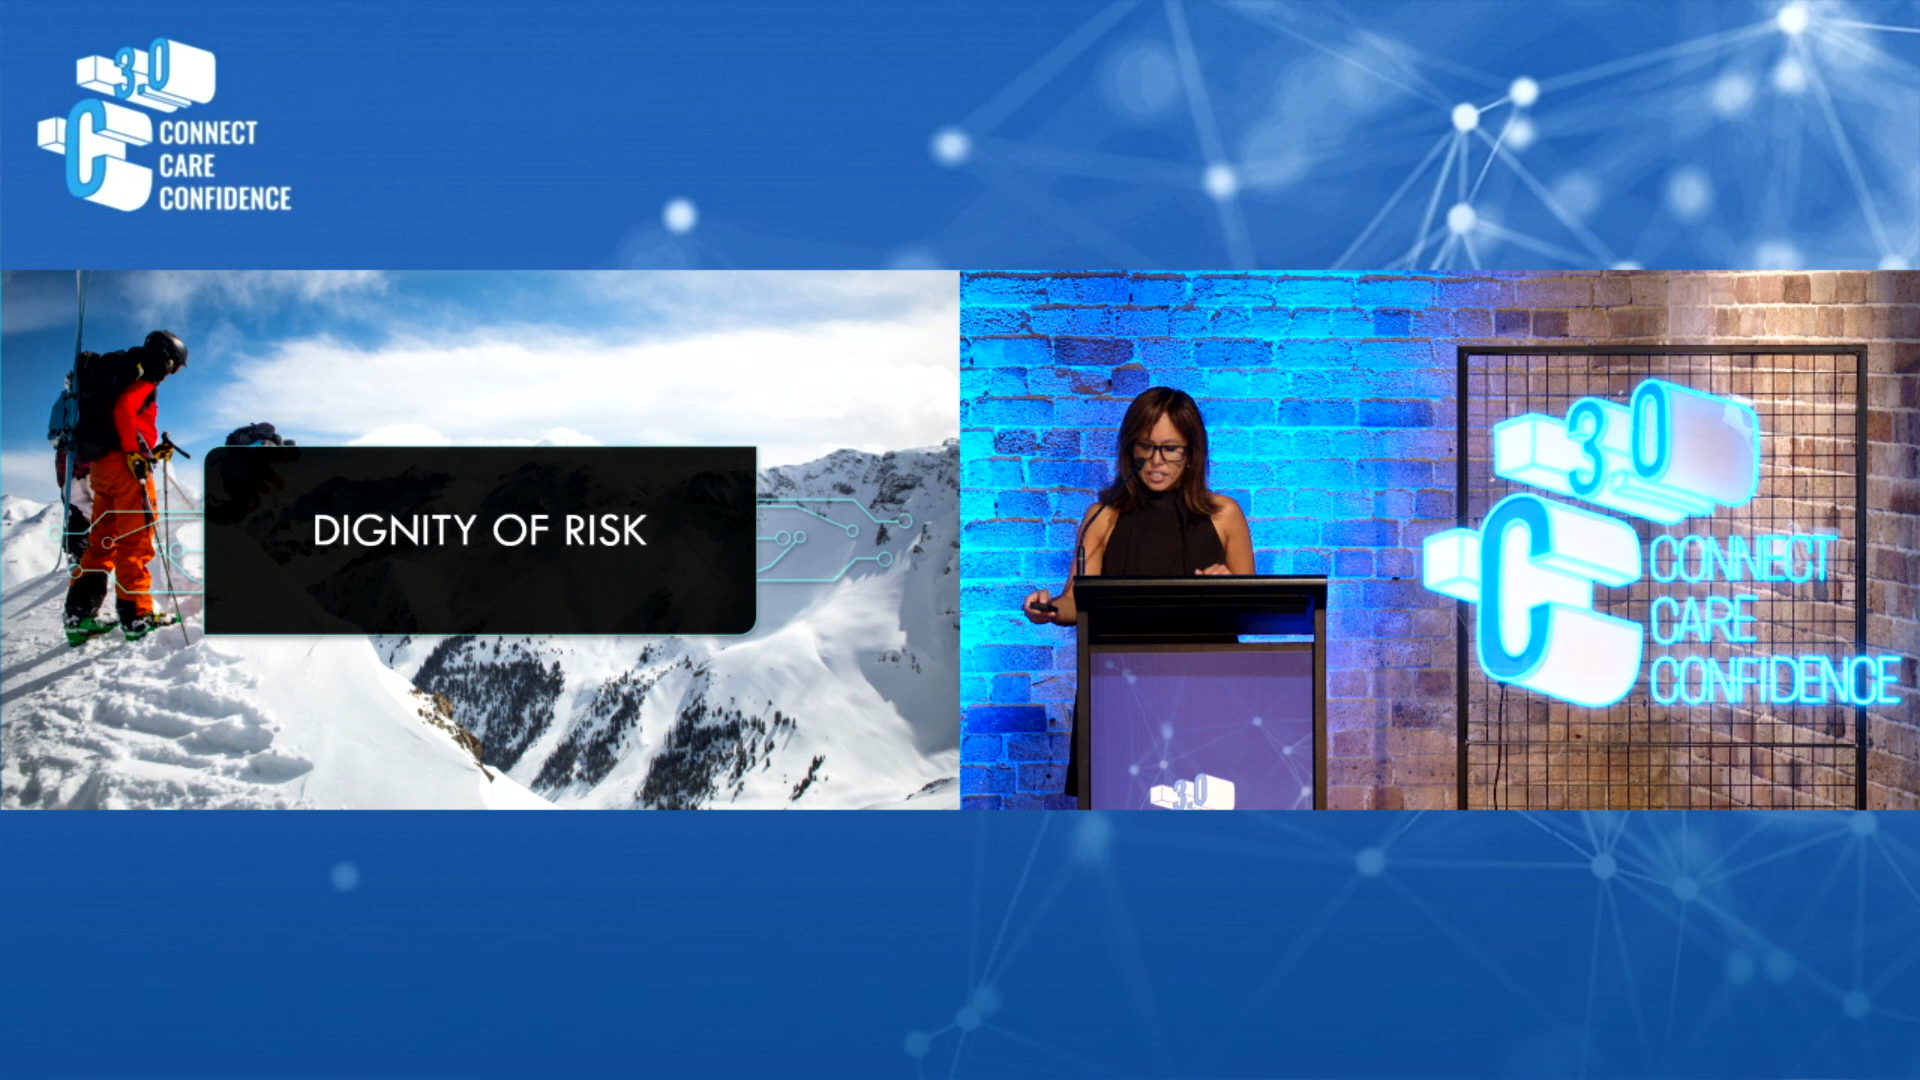 3.0
C
CONNECT
CARE
CONFIDENCE
DIGNITY OF RISK
3.0
C
CONNECT
CARE
CONFIDENCE
3.0